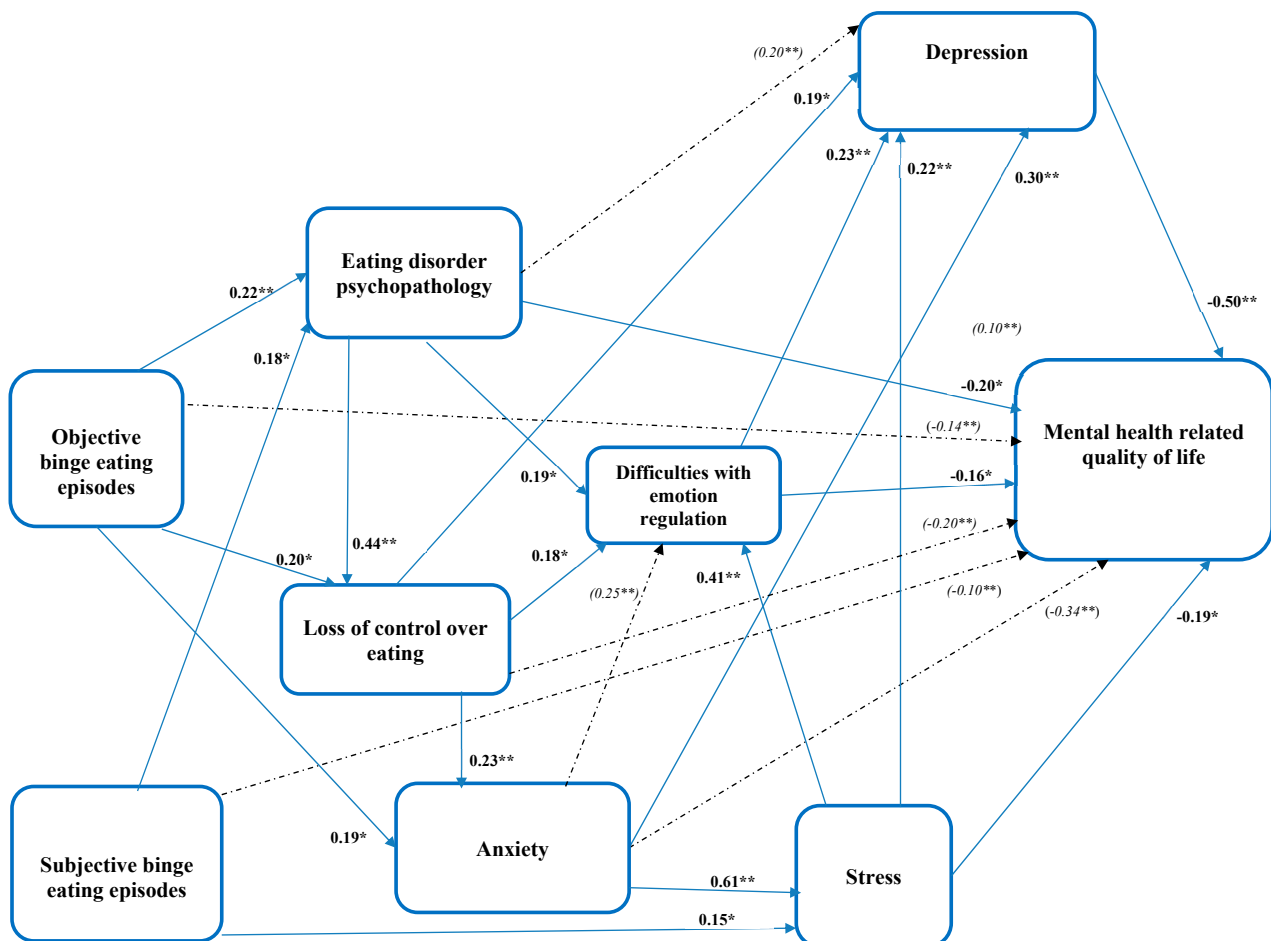 Depression
(0.20**)
0.19*
0.23**
0.22**
0.30**
Eating disorder
psychopathology
0.22**
-0.50**
(0.10**)
0.18*
-0.20*
Objective
binge eating
episodes
(-0.14**)
Mental health related
quality of life
Difficulties with
emotion
regulation
0.19*
-0.16*
(-0.20**)
0.44**
0.20*
0.18*
0.41**
(0.25**)
(-0.10**)
(-0.34**)
-0.19*
Loss of control over
eating
0.23**
0.19*
Anxiety
Subjective binge
eating episodes
Stress
0.61**
0.15*